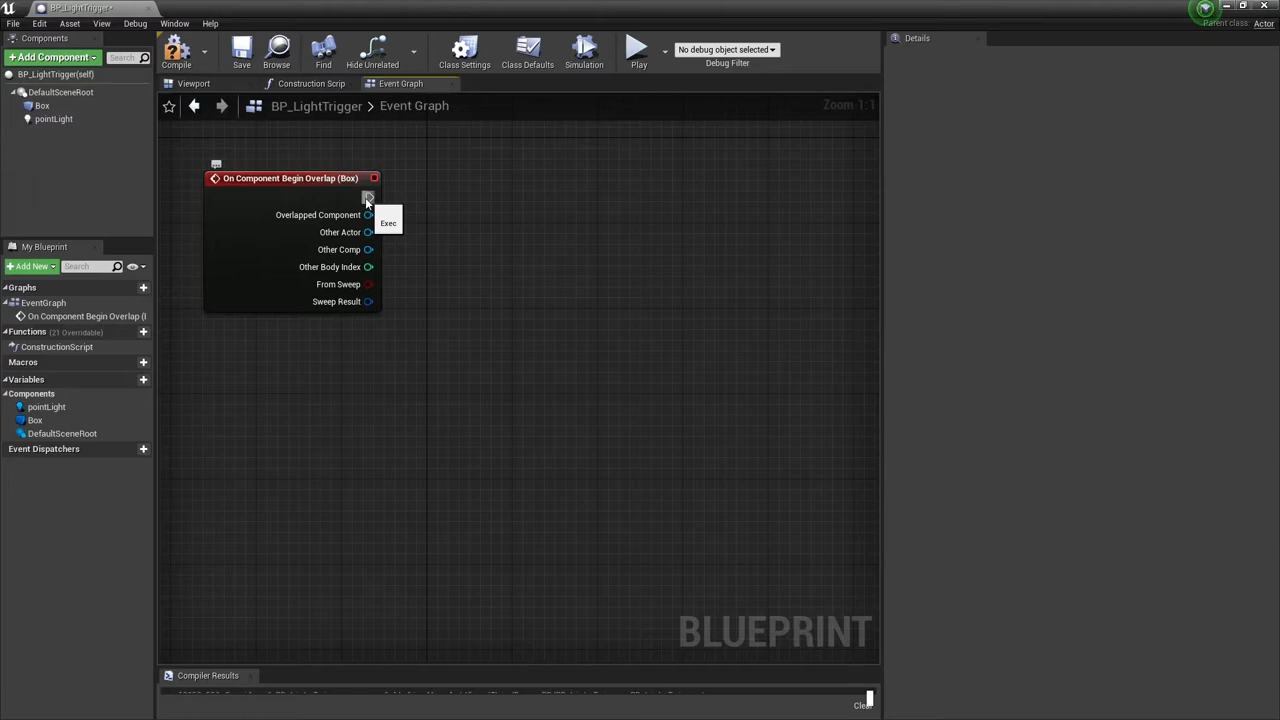 BP_LightTrigger*
File Edit Asset View Debug Window Help
Parent class: Actor
Components
+Add Component Search
BP_LightTrigger(self)
DefaultSceneRoot
Box
pointLight
Compile Save Browse Find Hide Unrelated Class Settings Class Defaults Simulation Play
No debug object selected
Debug Filter
Details
Viewport Construction Scrip Event Graph
BP_LightTrigger > Event Graph
Zoom 1:1
On Component Begin Overlap (Box)
Exec
Overlapped Component
Other Actor
Other Comp
Other Body Index
From Sweep
Sweep Result
My Blueprint
+Add New Search
Graphs
EventGraph
On Component Begin Overlap (
Functions (21 Overridable)
ConstructionScript
Macros
Variables
Components
pointLight
Box
DefaultSceneRoot
Event Dispatchers
BLUEPRINT
Compiler Results
Clear